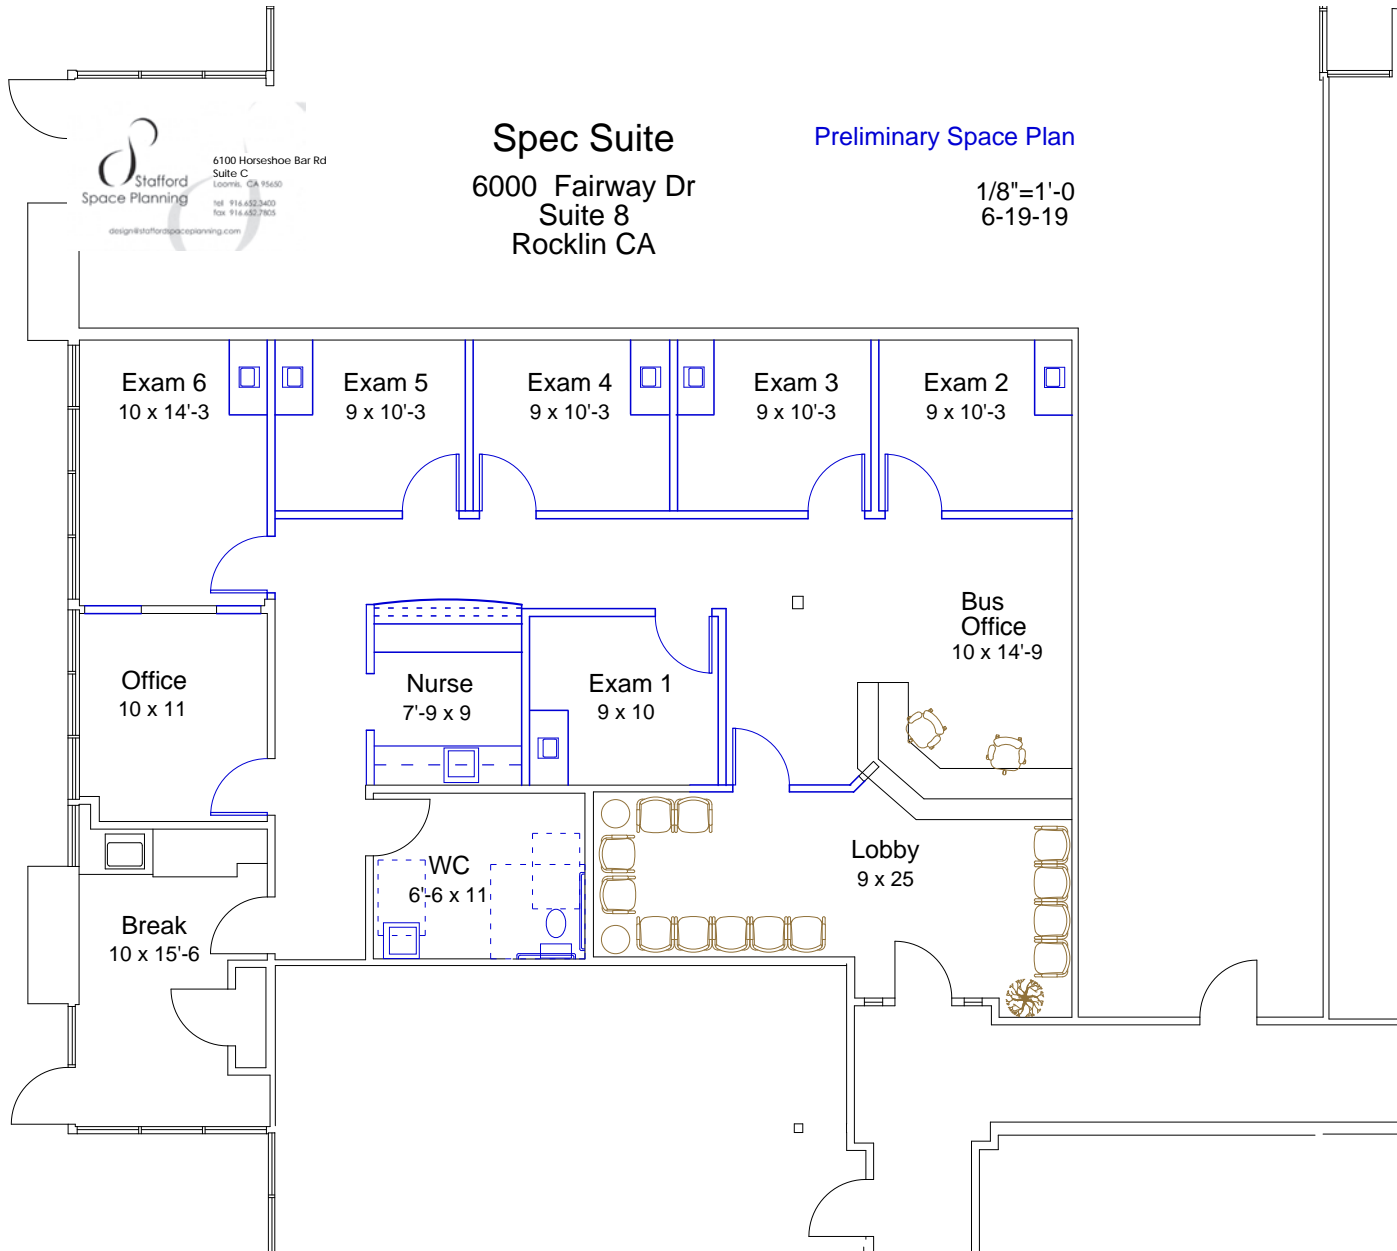 Stafford
Space Planning
6100 Horseshoe Bar Rd
Suite C
Loomis, CA 95650
tel 916.652.3400
fax 916.652.7805
design@staffordspaceplanning.com
Spec Suite
6000 Fairway Dr
Suite 8
Rocklin CA
Preliminary Space Plan
1/8"=1'-0
6-19-19
Exam 6
10 x 14'-3
Exam 5
9 x 10'-3
Exam 4
9 x 10'-3
Exam 3
9 x 10'-3
Exam 2
9 x 10'-3
Office
10 x 11
Nurse
7'-9 x 9
Exam 1
9 x 10
Bus
Office
10 x 14'-9
WC
6'-6 x 11
Lobby
9 x 25
Break
10 x 15'-6